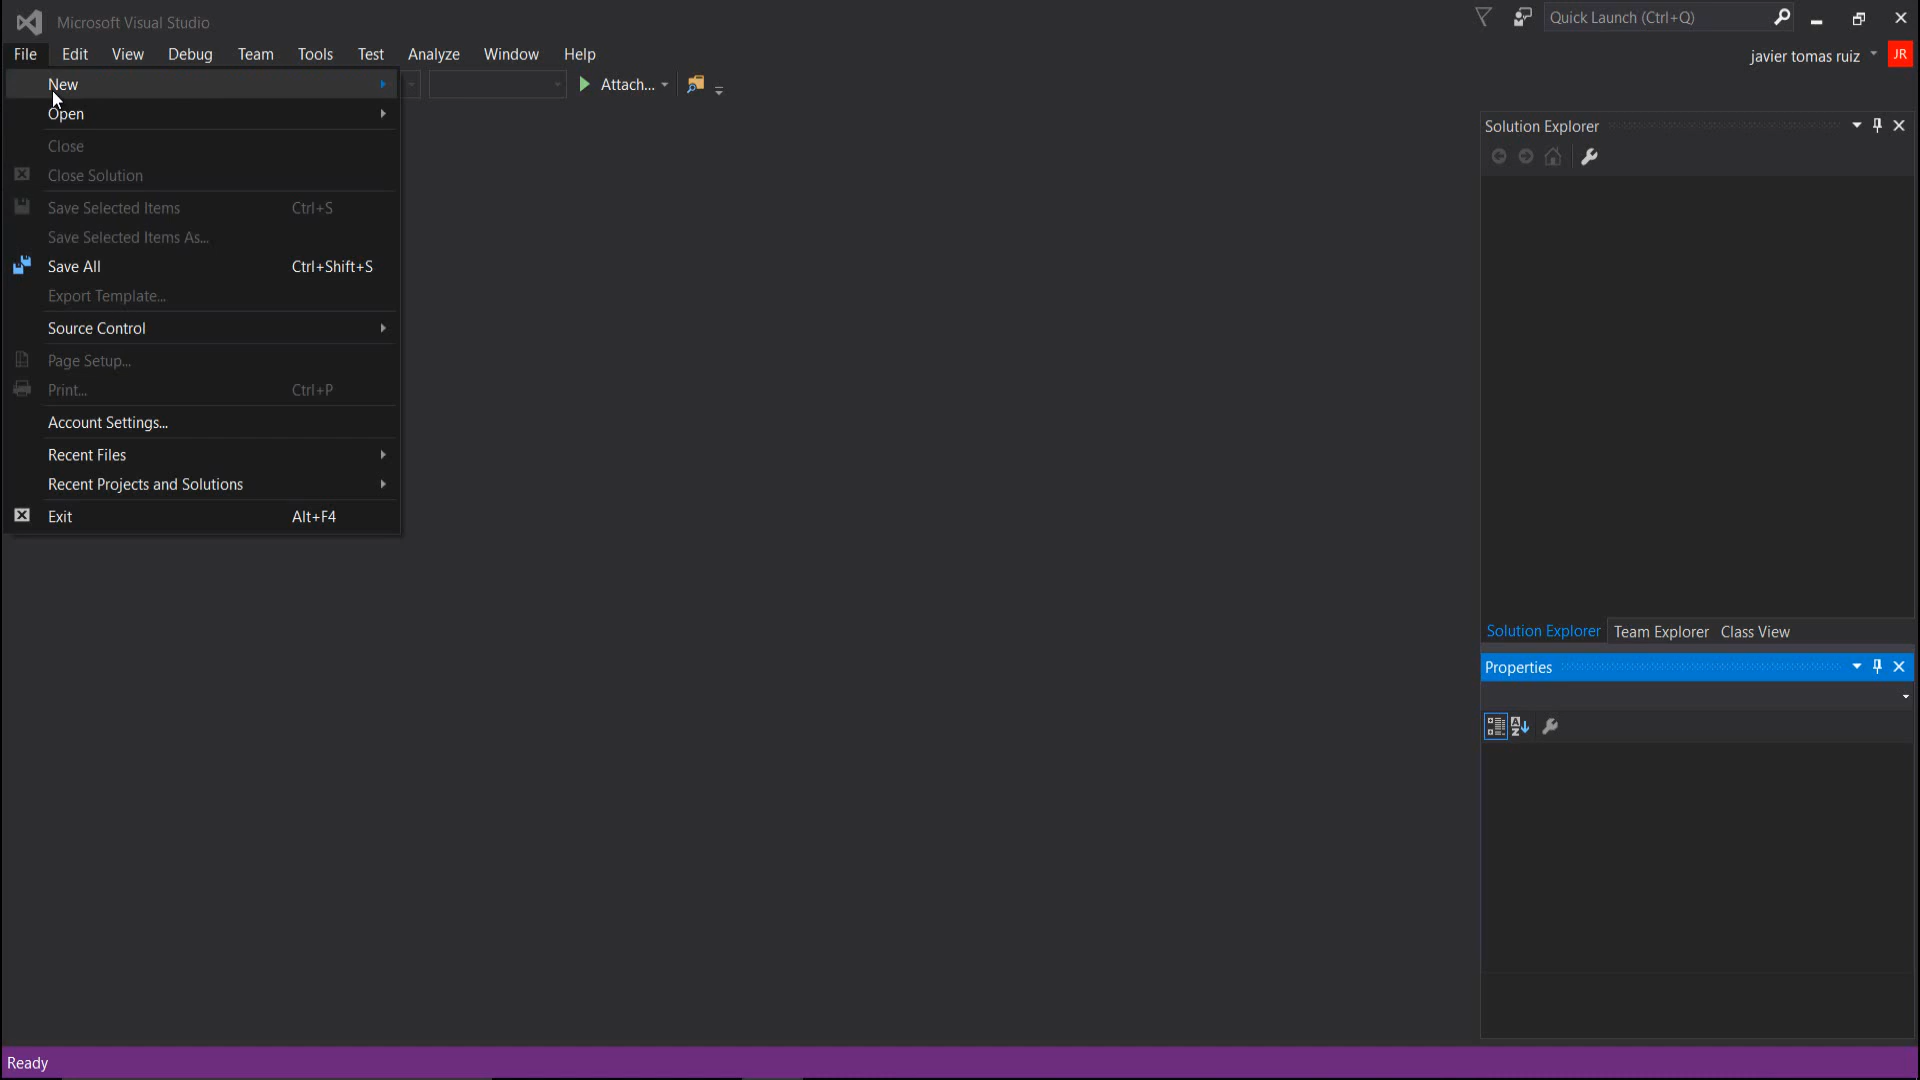 Microsoft Visual Studio
Quick Launch (Ctrl+Q)
File Edit View Debug Team Tools Test Analyze Window Help
javier tomas ruiz JR
New
Attach...
Open
Close
Close Solution
Save Selected Items Ctrl+S
Save Selected Items As...
Save All Ctrl+Shift+S
Export Template...
Source Control
Page Setup...
Print... Ctrl+P
Account Settings...
Recent Files
Recent Projects and Solutions
Exit Alt+F4
Solution Explorer
Solution Explorer Team Explorer Class View
Properties
Ready